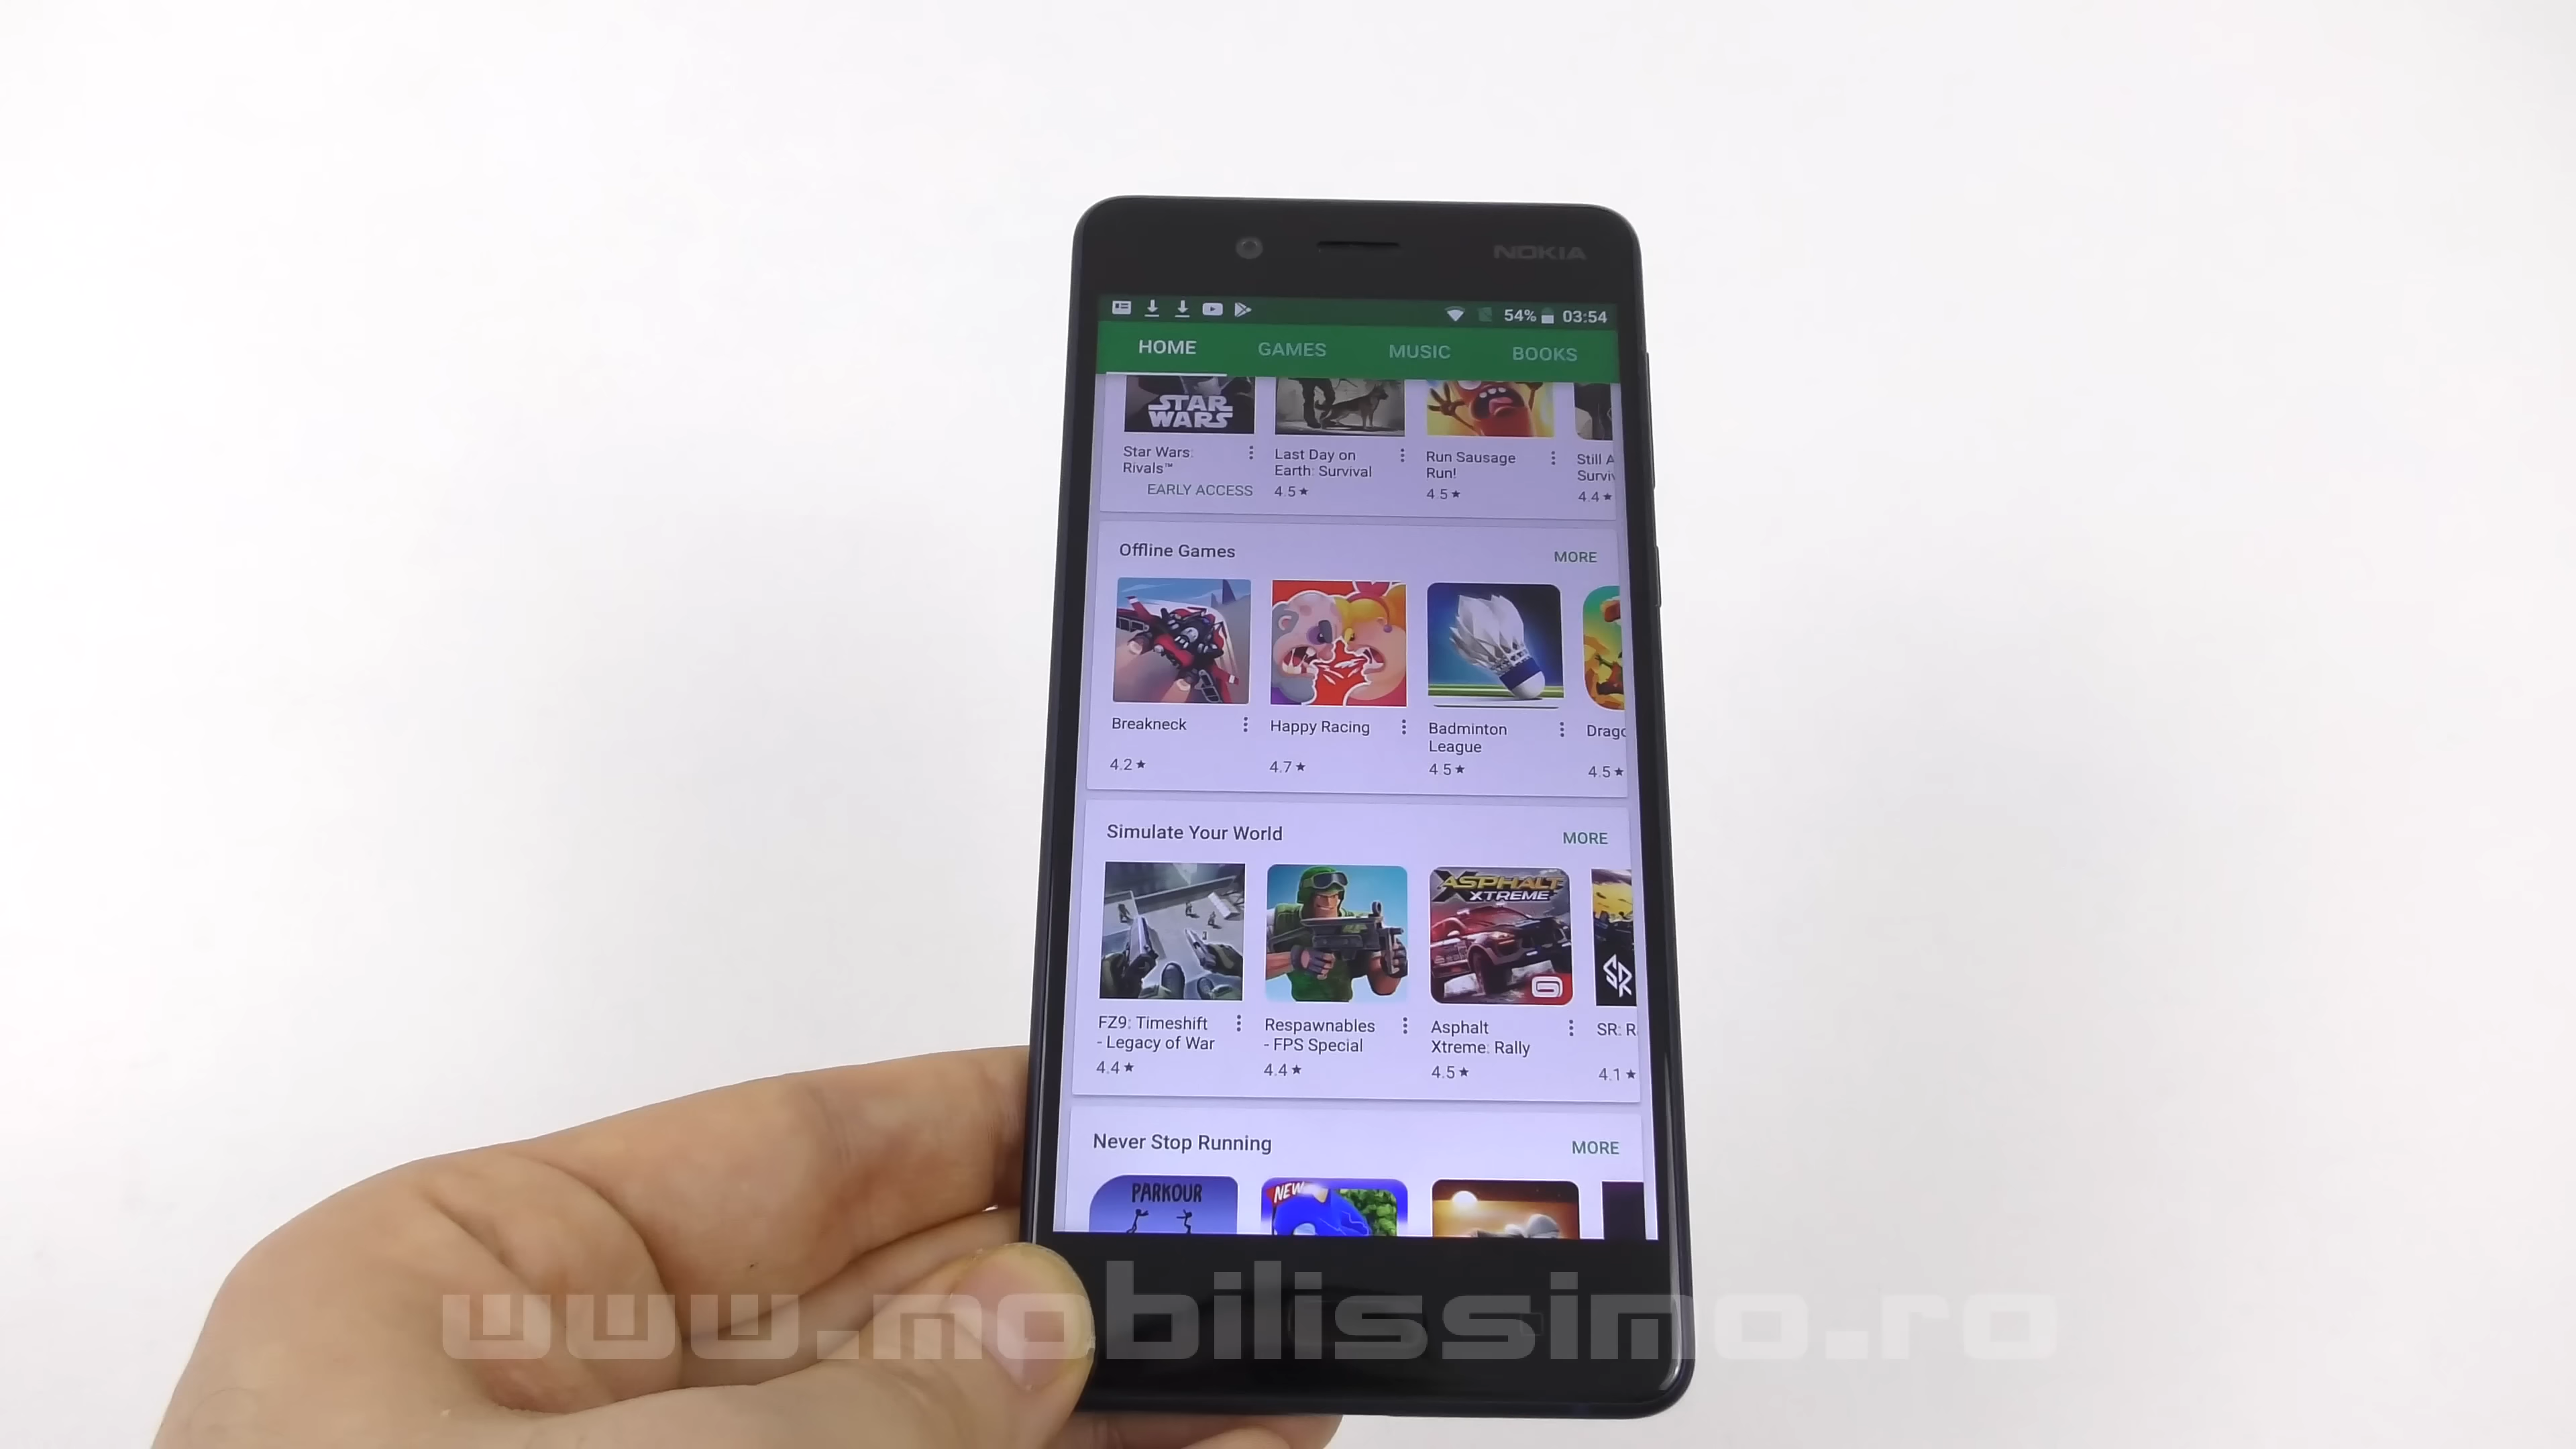 NOKIA
54% 03:54
HOME GAMES MUSIC BOOKS
STAR
WARS
Star Wars:
Rivals™
EARLY ACCESS
Last Day on
Earth: Survival
4.5★
Run Sausage
Run!
4.5★
Still A
Surviv
4.4★
Offline Games MORE
Breakneck
4.2★
Happy Racing
4.7★
Badminton
League
4.5★
Drago
4.5★
Simulate Your World MORE
ASPHALT
XTREME
SR
FZ9: Timeshift
- Legacy of War
4.4★
Respawnables
- FPS Special
4.4★
Asphalt
Xtreme: Rally
4.5★
SR: R
4.1★
Never Stop Running MORE
PARKOUR
NEW
www.mobilissimo.ro